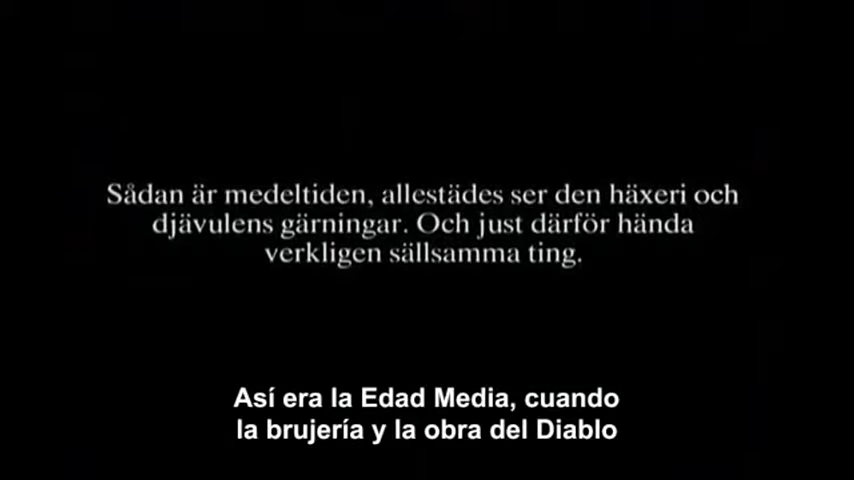 Sådan är medeltiden, allestädes ser den häxeri och
djävulens gärningar. Och just därför hända
verkligen sällsamma ting.
Así era la Edad Media, cuando
la brujería y la obra del Diablo